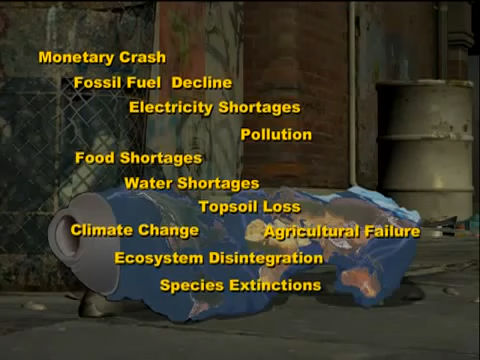 Monetary Crash
Fossil Fuel Decline
Electricity Shortages
Pollution
Food Shortages
Water Shortages
Topsoil Loss
Climate Change Agricultural Failure
Ecosystem Disintegration
Species Extinctions